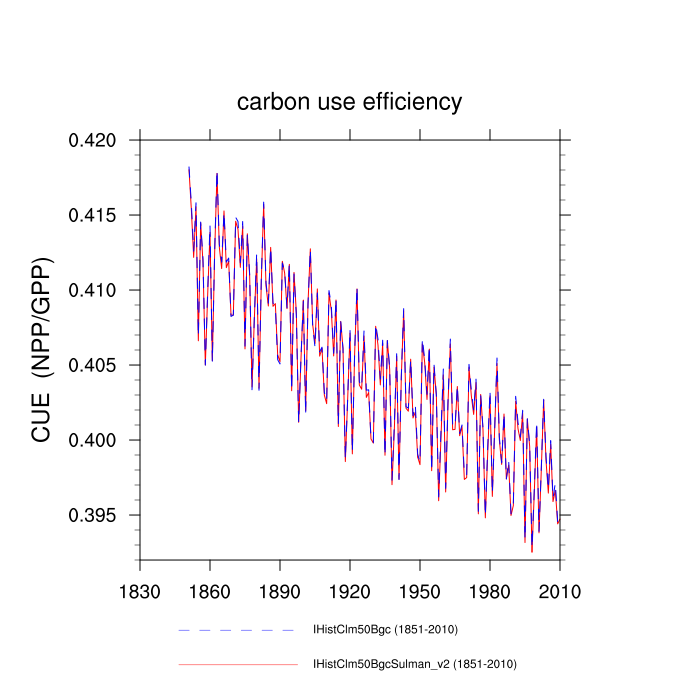 carbon use efficiency
CUE (NPP/GPP)
0.420
0.415
0.410
0.405
0.400
0.395
1830 1860 1890 1920 1950 1980 2010
IHistClm50Bgc (1851-2010)
IHistClm50BgcSulman_v2 (1851-2010)